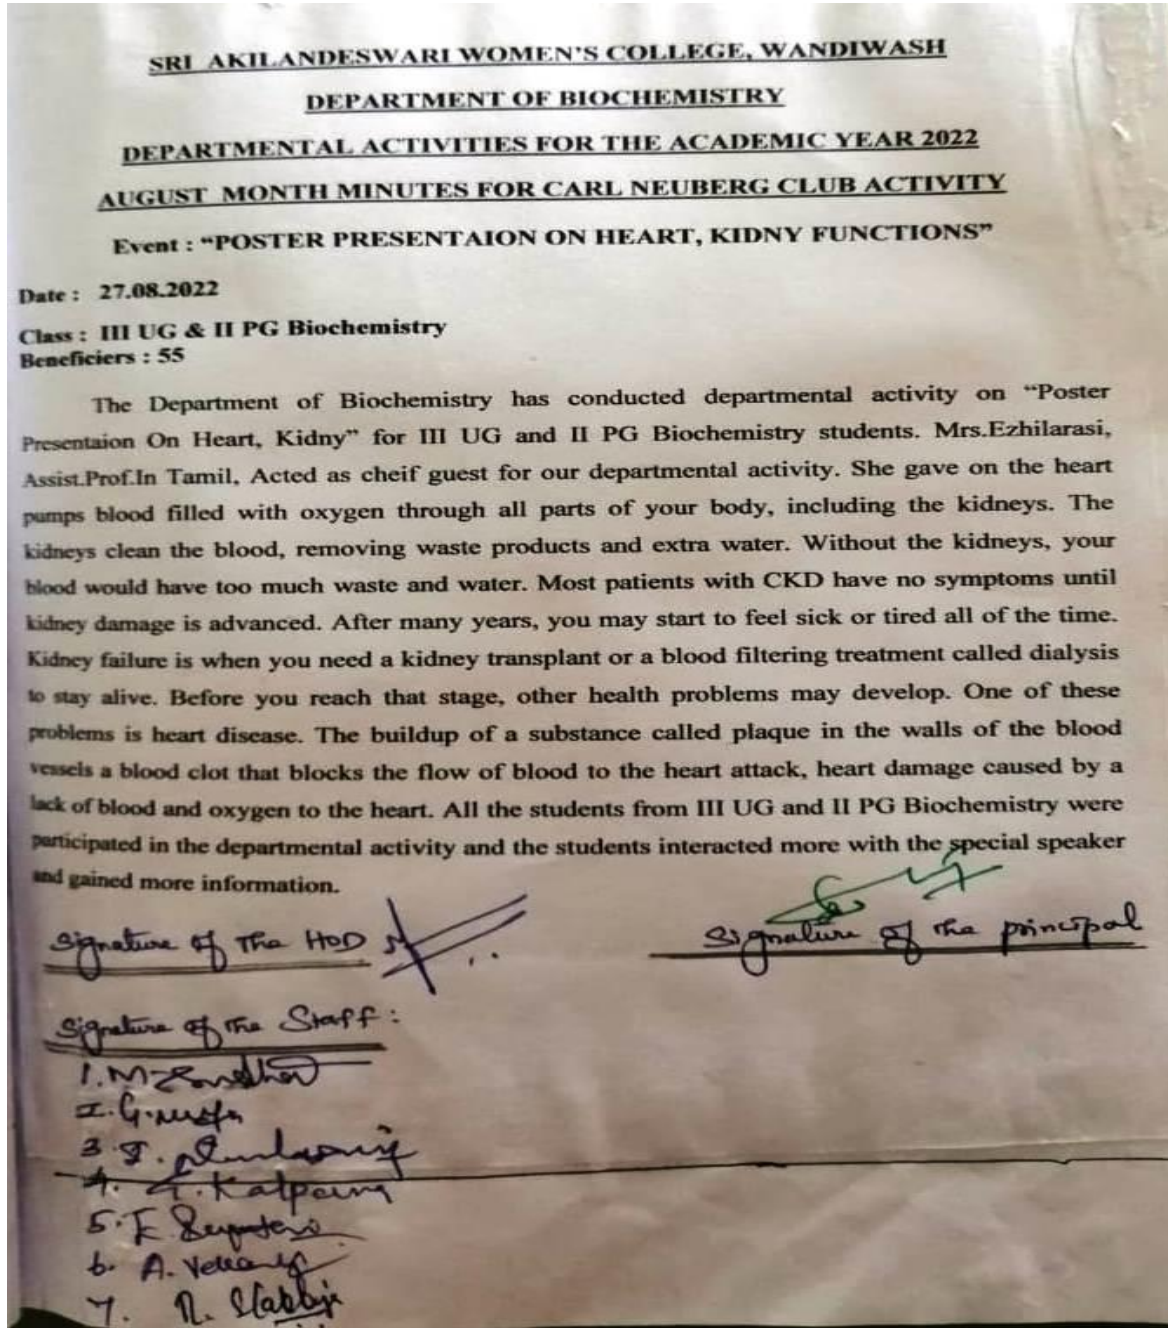 SRI AKILANDESWARI WOMEN'S COLLEGE, WANDIWASH
DEPARTMENT OF BIOCHEMISTRY
DEPARTMENTAL ACTIVITIES FOR THE ACADEMIC YEAR 2022
AUGUST MONTH MINUTES FOR CARL NEUBERG CLUB ACTIVITY
Event : “POSTER PRESENTAION ON HEART, KIDNY FUNCTIONS”
Date : 27.08.2022
Class : III UG & II PG Biochemistry
Beneficiers : 55
The Department of Biochemistry has conducted departmental activity on “Poster
Presentaion On Heart, Kidny” for III UG and II PG Biochemistry students. Mrs.Ezhilarasi,
Assist.Prof.In Tamil, Acted as cheif guest for our departmental activity. She gave on the heart
pumps blood filled with oxygen through all parts of your body, including the kidneys. The
kidneys clean the blood, removing waste products and extra water. Without the kidneys, your
blood would have too much waste and water. Most patients with CKD have no symptoms until
kidney damage is advanced. After many years, you may start to feel sick or tired all of the time.
Kidney failure is when you need a kidney transplant or a blood filtering treatment called dialysis
to stay alive. Before you reach that stage, other health problems may develop. One of these
problems is heart disease. The buildup of a substance called plaque in the walls of the blood
vessels a blood clot that blocks the flow of blood to the heart attack, heart damage caused by a
lack of blood and oxygen to the heart. All the students from III UG and II PG Biochemistry were
participated in the departmental activity and the students interacted more with the special speaker
and gained more information.
Signature of The HOD
Signature of The principal
Signature of The Staff :
1. M
2. G.
3.
4. Kalpana
5. E
6. A.
7. R.